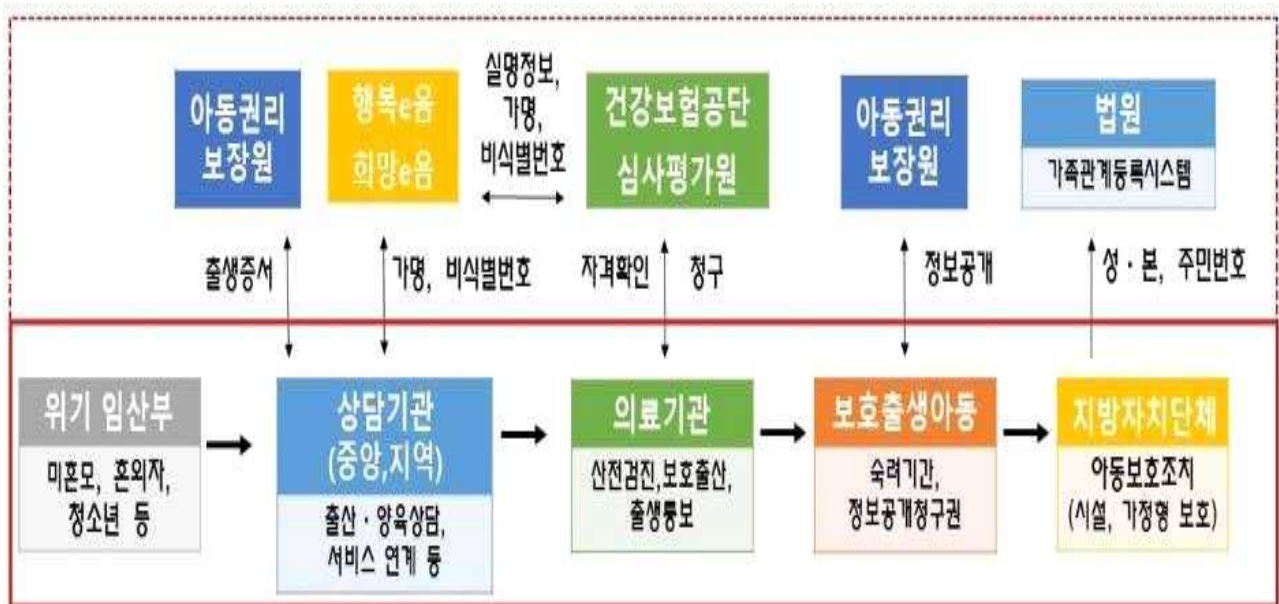 아동권리
보장원
행복e음
희망e음
실명정보,
가명,
비식별번호
건강보험공단
심사평가원
아동권리
보장원
법원
가족관계등록시스템
출생증서
가명, 비식별번호
자격확인
청구
정보공개
성·본, 주민번호
위기 임산부
미혼모, 혼외자,
청소년 등
상담기관
(중앙,지역)
출산·양육상담,
서비스 연계 등
의료기관
산전검진,보호출산,
출생통보
보호출생아동
숙려기간,
정보공개청구권
지방자치단체
아동보호조치
(시설, 가정형 보호)